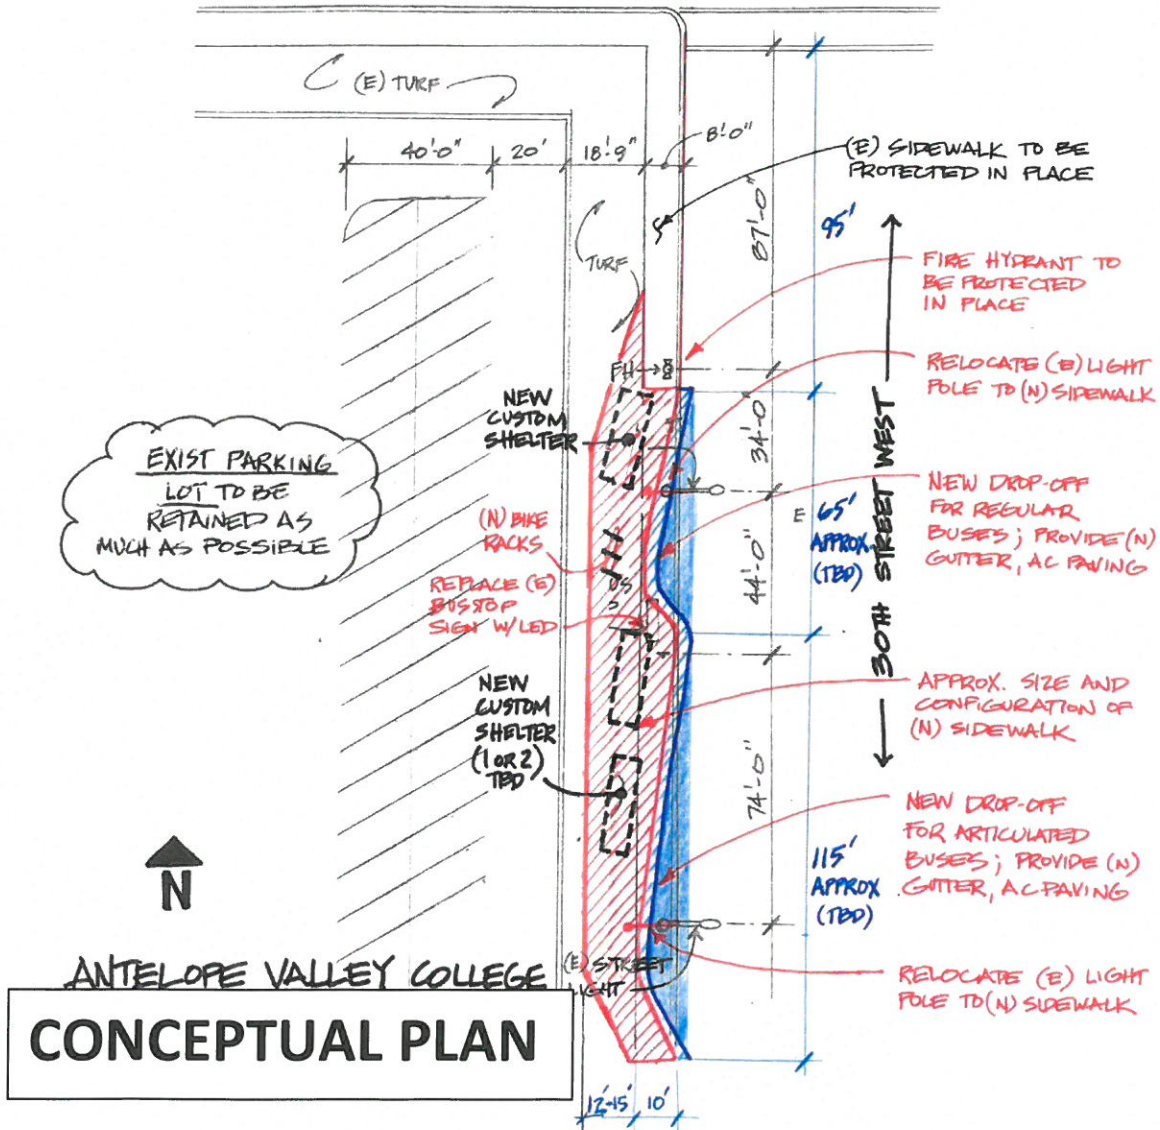 (E) TURF
40'-0"
20'
18'-9"
8'-0"
(E) SIDEWALK TO BE
PROTECTED IN PLACE
87'-0"
95'
TURF
FIRE HYDRANT TO
BE PROTECTED
IN PLACE
FH
RELOCATE (E) LIGHT
POLE TO (N) SIDEWALK
NEW
CUSTOM
SHELTER
34'-0"
30TH STREET WEST
EXIST PARKING
LOT TO BE
RETAINED AS
MUCH AS POSSIBLE
NEW DROP-OFF
FOR REGULAR
BUSES; PROVIDE (N)
GUTTER, AC PAVING
E
65'
APPROX.
(TBD)
(N) BIKE
RACKS
44'-0"
REPLACE (E)
BUS STOP
SIGN W/LED
NEW
CUSTOM
SHELTER
(1 OR 2)
TBD
APPROX. SIZE AND
CONFIGURATION OF
(N) SIDEWALK
74'-0"
NEW DROP-OFF
FOR ARTICULATED
BUSES; PROVIDE (N)
GUTTER, AC PAVING
115'
APPROX
(TBD)
N
(E) STREET
LIGHT
RELOCATE (E) LIGHT
POLE TO (N) SIDEWALK
ANTELOPE VALLEY COLLEGE
CONCEPTUAL PLAN
12'-15'
10'